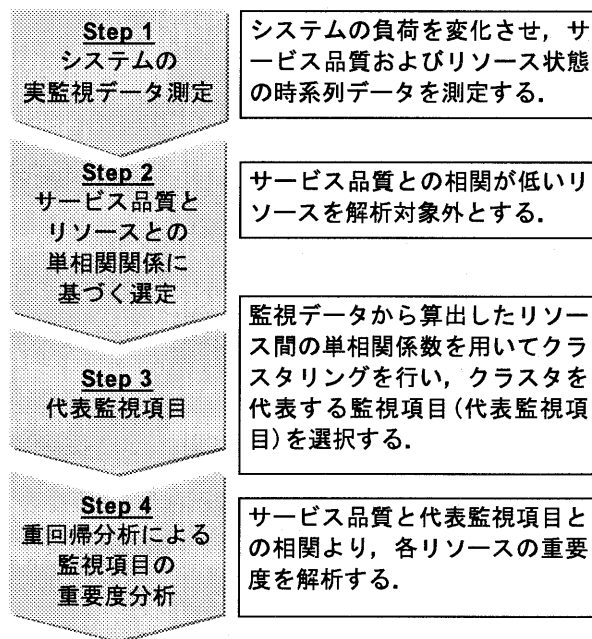 Step 1
システムの
実監視データ測定
システムの負荷を変化させ，サ
ービス品質およびリソース状態
の時系列データを測定する．
Step 2
サービス品質と
リソースとの
単相関関係に
基づく選定
サービス品質との相関が低いリ
ソースを解析対象外とする．
Step 3
代表監視項目
監視データから算出したリソー
ス間の単相関係数を用いてクラ
スタリングを行い，クラスタを
代表する監視項目(代表監視項
目)を選択する．
Step 4
重回帰分析による
監視項目の
重要度分析
サービス品質と代表監視項目と
の相関より，各リソースの重要
度を解析する．